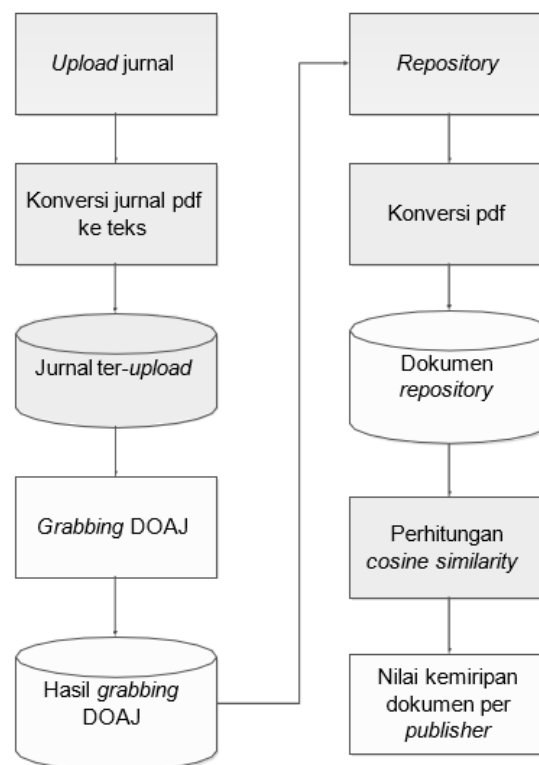 Upload jurnal
Konversi jurnal pdf
ke teks
Jurnal ter-upload
Grabbing DOAJ
Hasil grabbing
DOAJ
Repository
Konversi pdf
Dokumen
repository
Perhitungan
cosine similarity
Nilai kemiripan
dokumen per
publisher